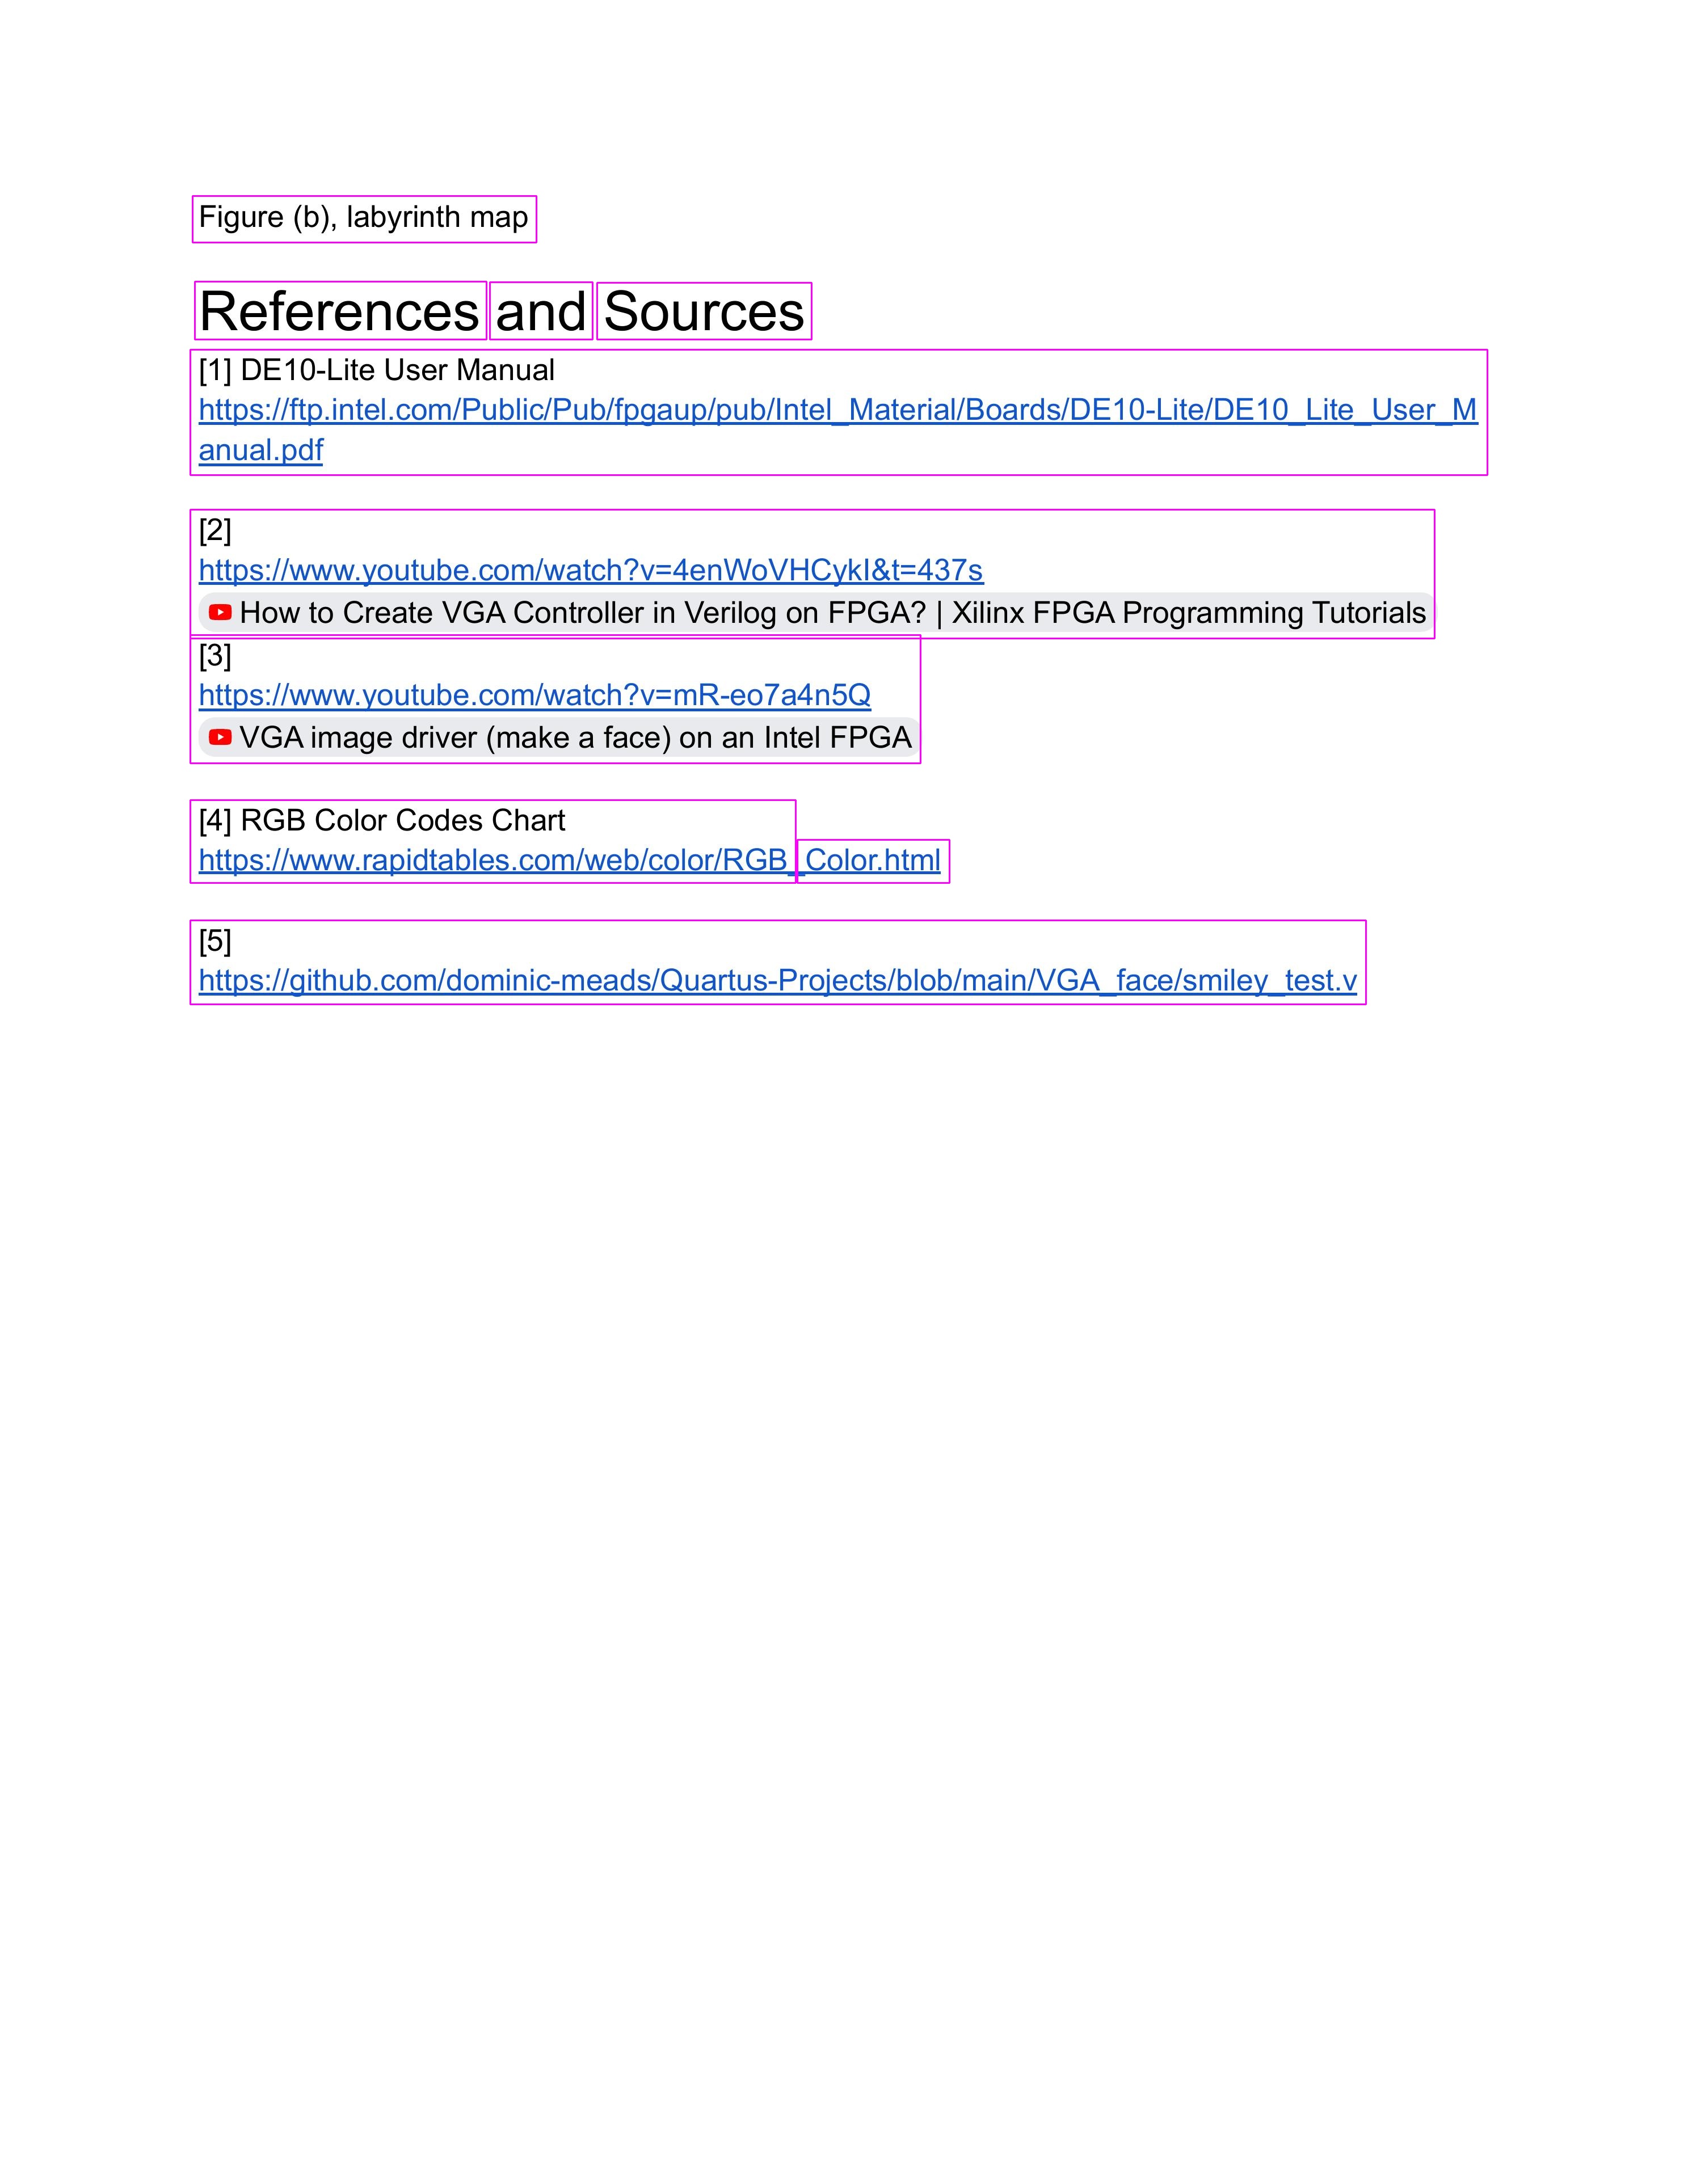 Figure (b), labyrinth map
References and Sources
[1] DE10-Lite User Manual
https://ftp.intel.com/Public/Pub/fpgaup/pub/Intel_Material/Boards/DE10-Lite/DE10_Lite_User_M
anual.pdf
[2]
https://www.youtube.com/watch?v=4enWoVHCykI&t=437s
How to Create VGA Controller in Verilog on FPGA? | Xilinx FPGA Programming Tutorials
[3]
https://www.youtube.com/watch?v=mR-eo7a4n5Q
VGA image driver (make a face) on an Intel FPGA
[4] RGB Color Codes Chart
https://www.rapidtables.com/web/color/RGB_Color.html
[5]
https://github.com/dominic-meads/Quartus-Projects/blob/main/VGA_face/smiley_test.v